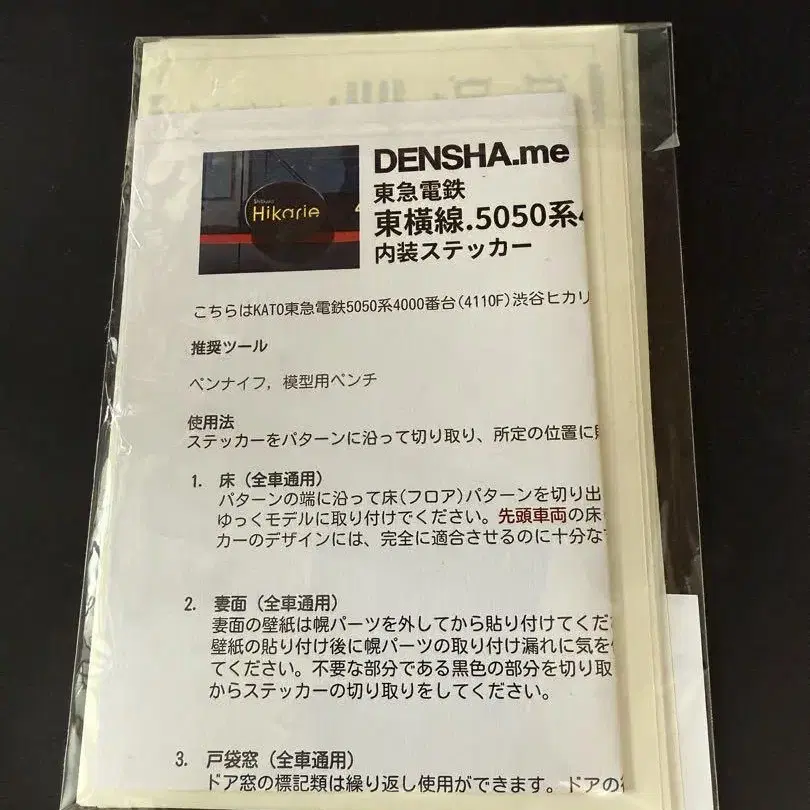 Shibuya
Hikarie
DENSHA.me
東急電鉄
東横線.5050系4
内装ステッカー
こちらはKATO東急電鉄5050系4000番台(4110F)渋谷ヒカリ
推奨ツール
ペンナイフ, 模型用ペンチ
使用法
ステッカーをパターンに沿って切り取り、所定の位置に貼
1. 床（全車通用）
パターンの端に沿って床(フロア)パターンを切り出
ゆっくモデルに取り付けでください。先頭車両の床
カーのデザインには、完全に適合させるのに十分な
2. 妻面（全車通用）
妻面の壁紙は幌パーツを外してから貼り付けてくだ
壁紙の貼り付け後に幌パーツの取り付け漏れに気を
てください。不要な部分である黒色の部分を切り取
からステッカーの切り取りをしてください。
3. 戸袋窓（全車通用）
ドア窓の標記類は繰り返し使用ができます。ドアの